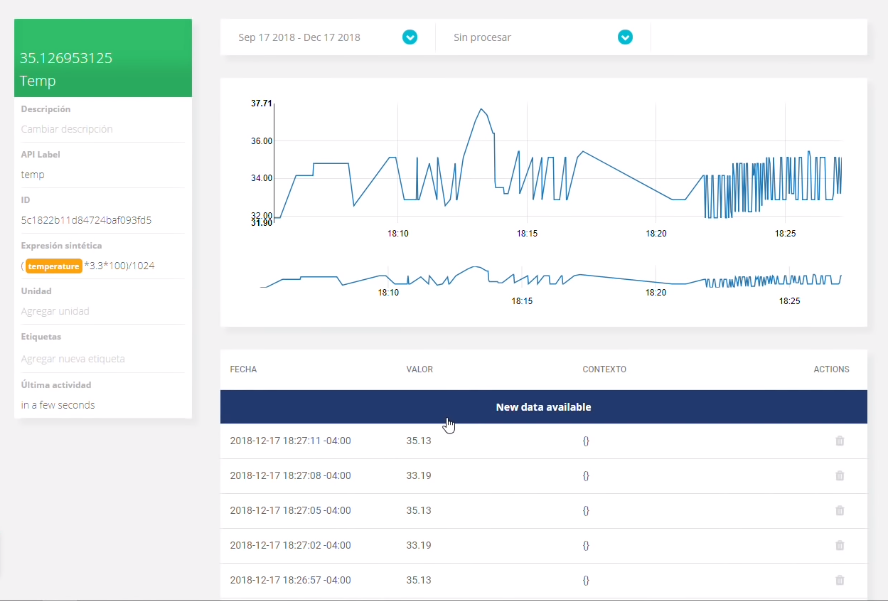 35.126953125
Temp
Descripción
Cambiar descripción
API Label
temp
ID
5c1822b11d84724baf093fd5
Expresión sintética
( temperature *3.3*100)/1024
Unidad
Agregar unidad
Etiquetas
Agregar nueva etiqueta
Última actividad
in a few seconds
Sep 17 2018 - Dec 17 2018
Sin procesar
37.71
36.00
34.00
32.00
31.90
18:10
18:15
18:20
18:25
18:10
18:15
18:20
18:25
FECHA VALOR CONTEXTO ACTIONS
New data available
2018-12-17 18:27:11 -04:00 35.13 {}
2018-12-17 18:27:08 -04:00 33.19 {}
2018-12-17 18:27:05 -04:00 35.13 {}
2018-12-17 18:27:02 -04:00 33.19 {}
2018-12-17 18:26:57 -04:00 35.13 {}